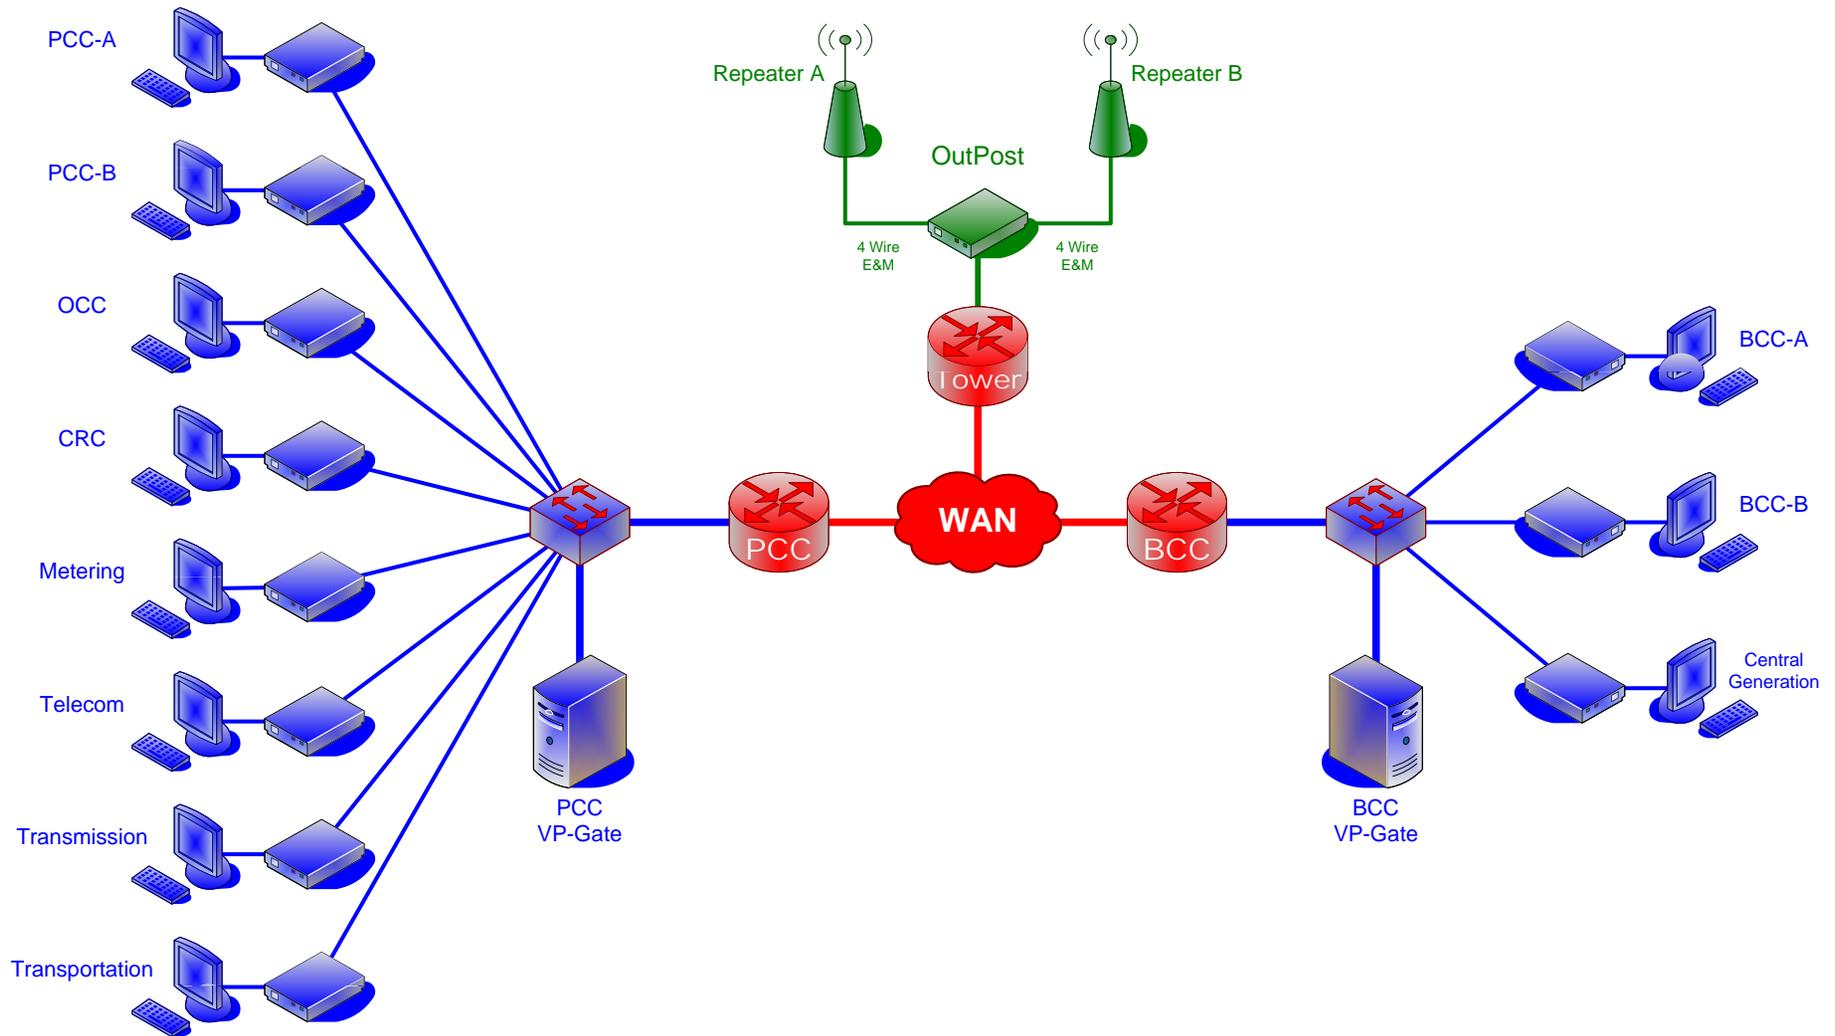 PCC-A
PCC-B
OCC
CRC
Metering
Telecom
Transmission
Transportation
Repeater A
Repeater B
OutPost
4 Wire
E&M
4 Wire
E&M
Tower
PCC
WAN
BCC
PCC
VP-Gate
BCC
VP-Gate
BCC-A
BCC-B
Central
Generation